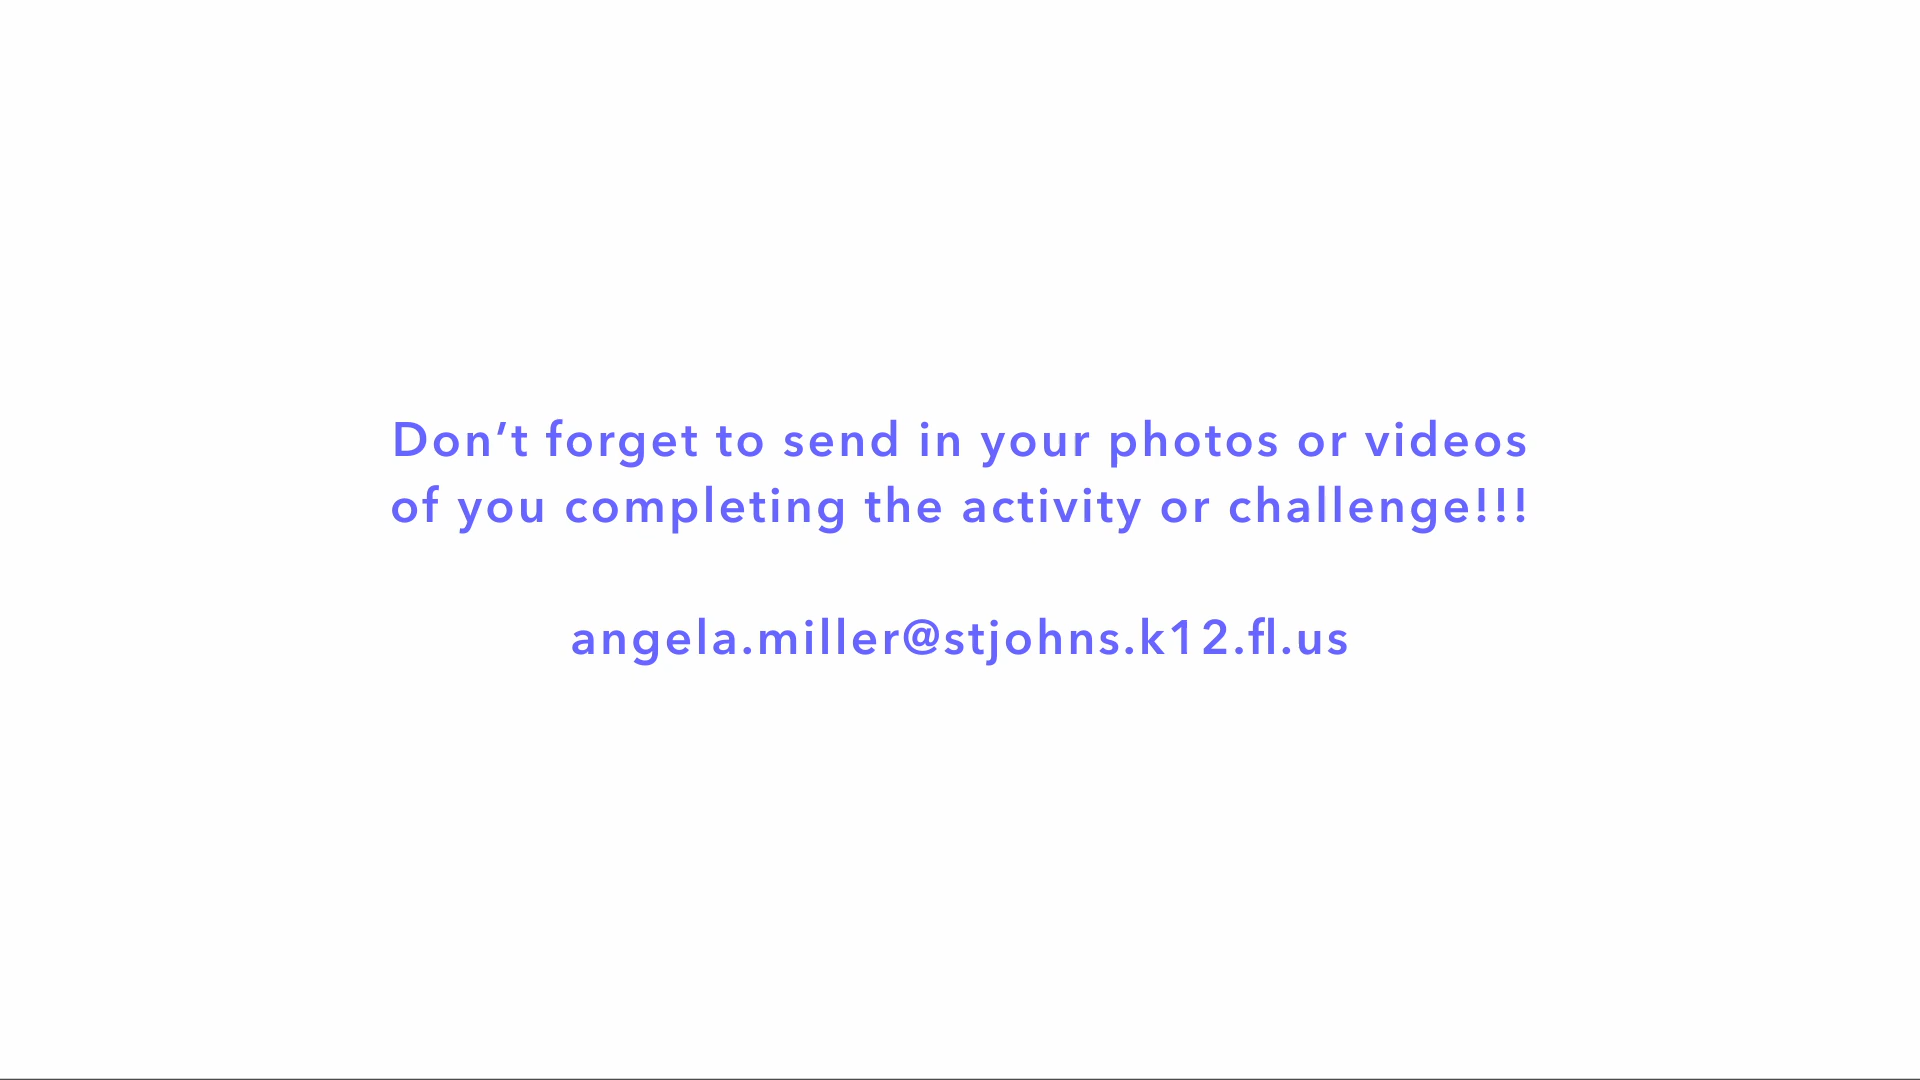 Don’t forget to send in your photos or videos
of you completing the activity or challenge!!!
angela.miller@stjohns.k12.fl.us